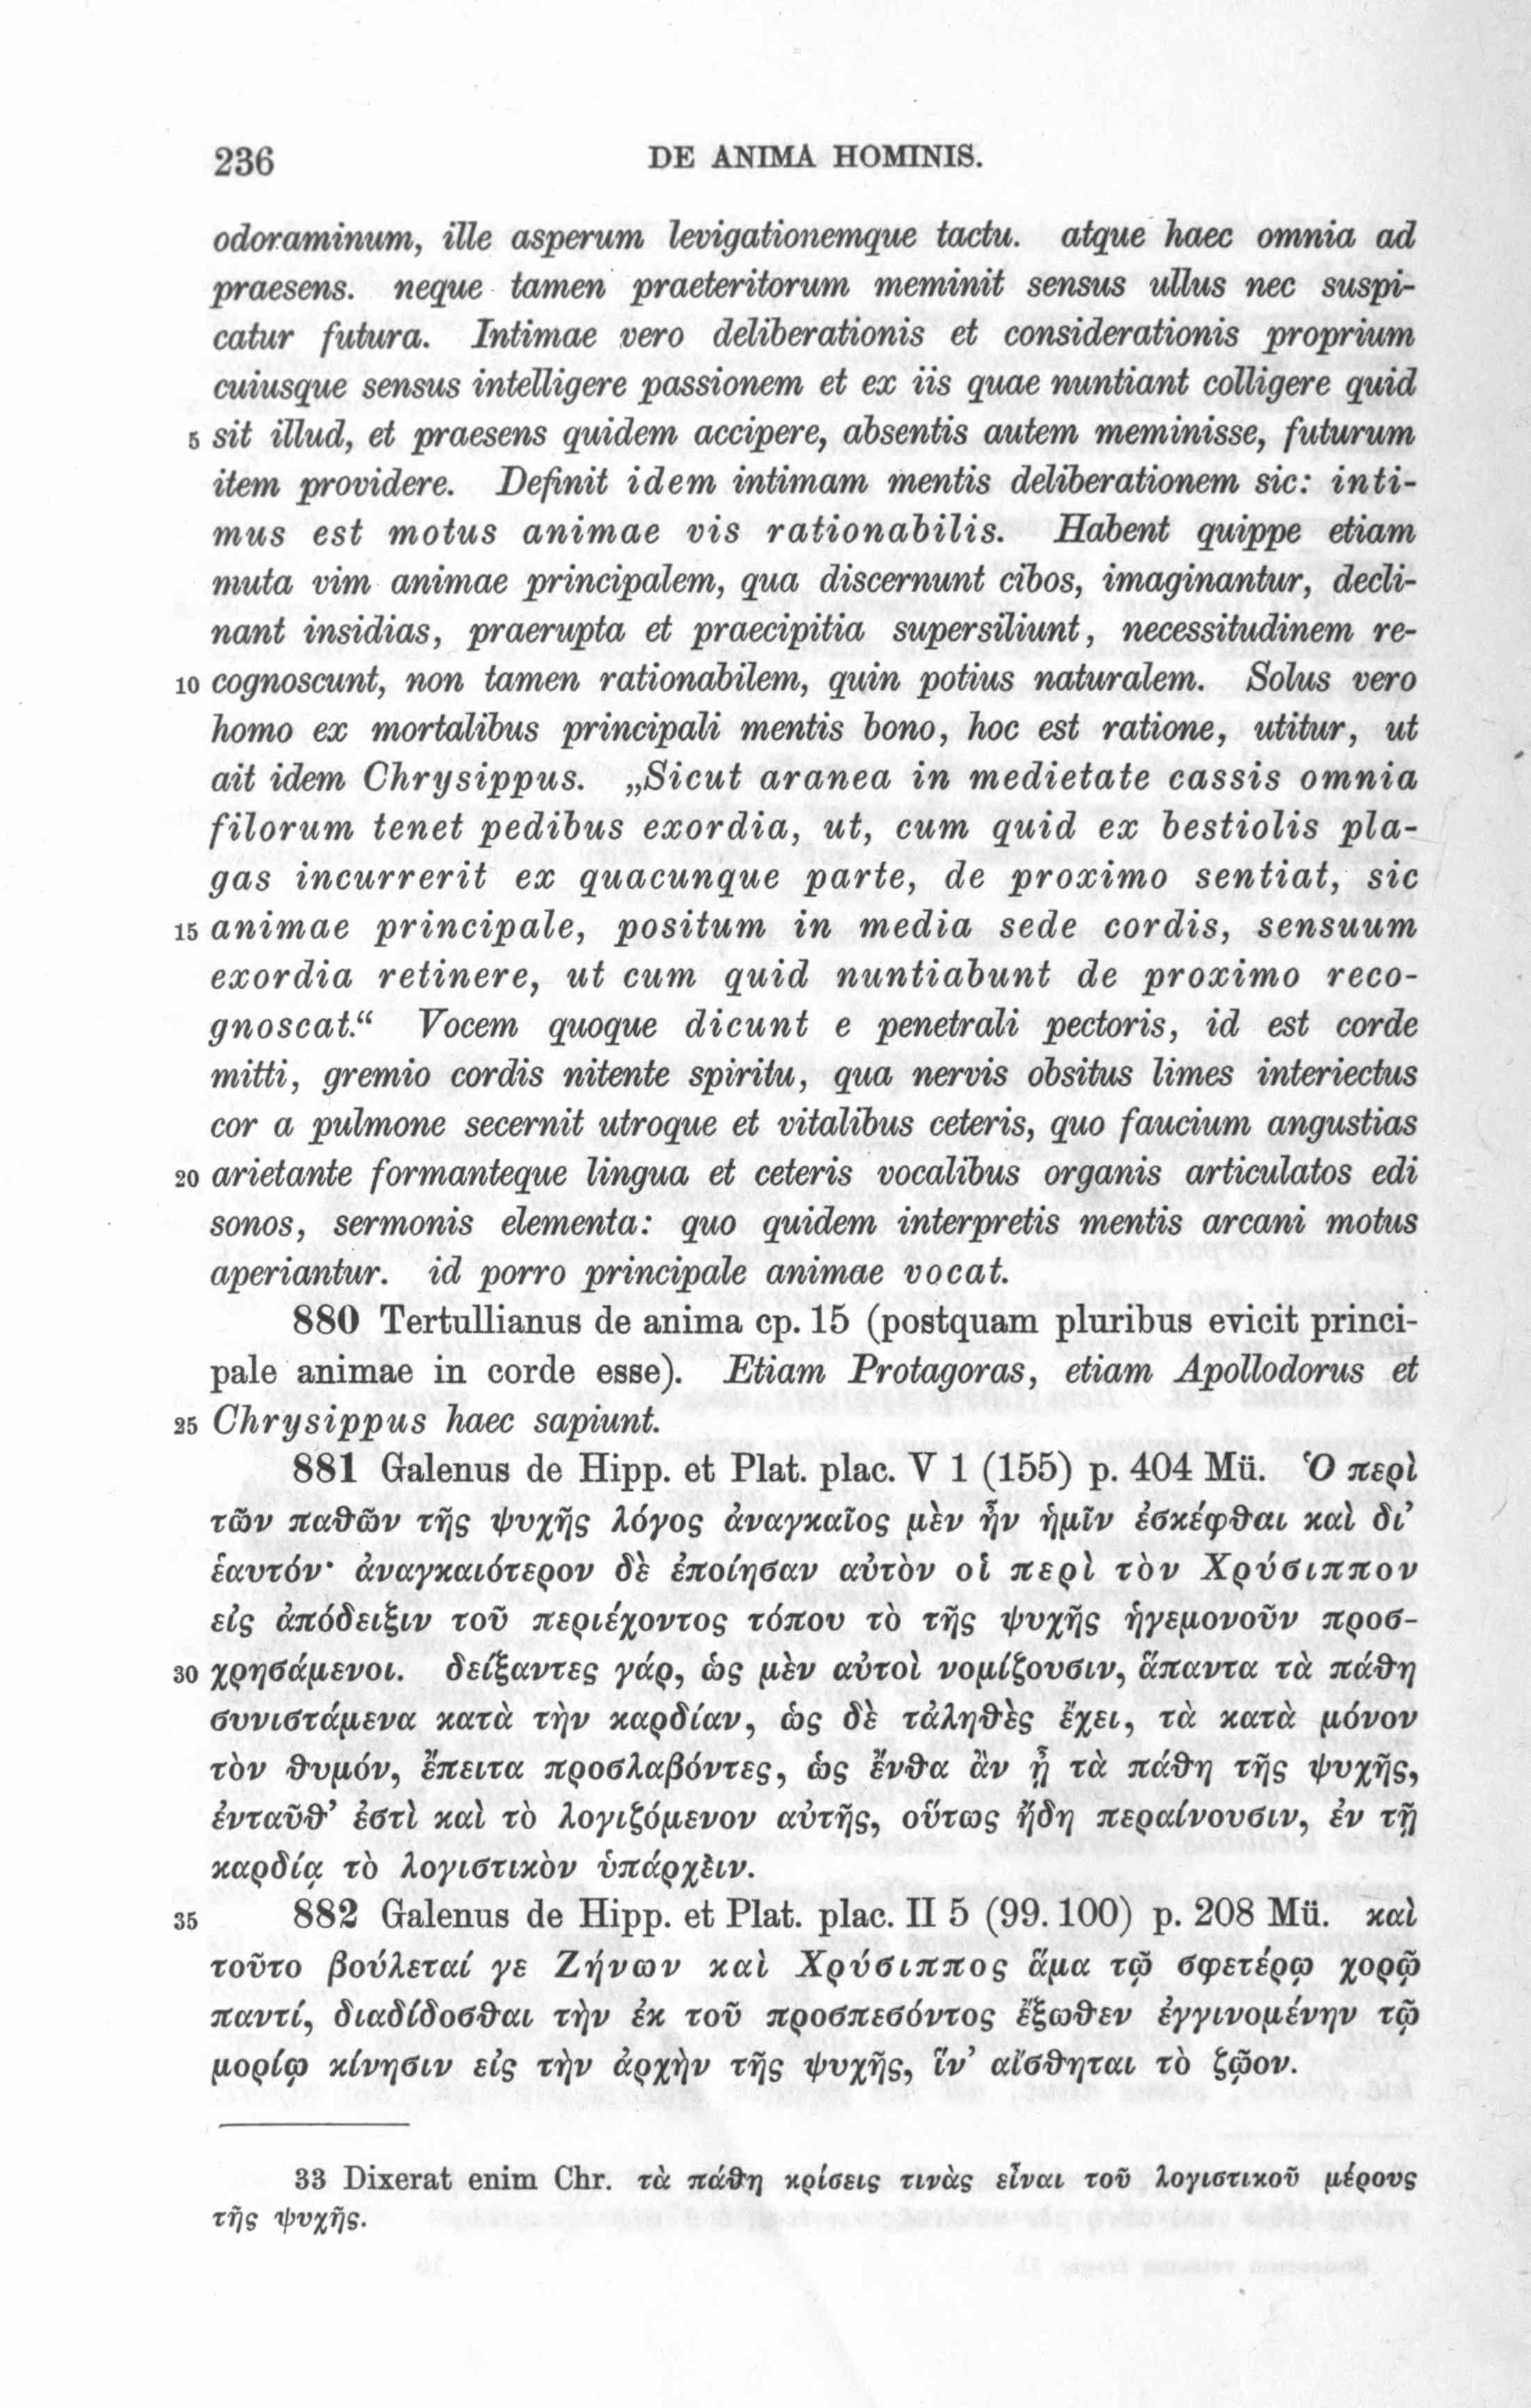 236
DE ANIMA HOMINIS.
odoraminum, ille asperum levigationemque tactu. atque haec omnia ad
praesens. neque tamen praeteritorum meminit sensus ullus nec suspi-
catur futura. Intimae vero deliberationis et considerationis proprium
cuiusque sensus intelligere passionem et ex iis quae nuntiant colligere quid
5 sit illud, et praesens quidem accipere, absentis autem meminisse, futurum
item providere. Definit idem intimam mentis deliberationem sic: inti-
mus est motus animae vis rationabilis. Habent quippe etiam
muta vim animae principalem, qua discernunt cibos, imaginantur, decli-
nant insidias, praerupta et praecipitia supersiliunt, necessitudinem re-
10 cognoscunt, non tamen rationabilem, quin potius naturalem. Solus vero
homo ex mortalibus principali mentis bono, hoc est ratione, utitur, ut
ait idem Chrysippus. „Sicut aranea in medietate cassis omnia
filorum tenet pedibus exordia, ut, cum quid ex bestiolis pla-
gas incurrerit ex quacunque parte, de proximo sentiat, sic
15 animae principale, positum in media sede cordis, sensuum
exordia retinere, ut cum quid nuntiabunt de proximo reco-
gnoscat.“ Vocem quoque dicunt e penetrali pectoris, id est corde
mitti, gremio cordis nitente spiritu, qua nervis obsitus limes interiectus
cor a pulmone secernit utroque et vitalibus ceteris, quo faucium angustias
20 arietante formanteque lingua et ceteris vocalibus organis articulatos edi
sonos, sermonis elementa: quo quidem interpretis mentis arcani motus
aperiantur. id porro principale animae vocat.
880 Tertullianus de anima cp. 15 (postquam pluribus evicit princi-
pale animae in corde esse). Etiam Protagoras, etiam Apollodorus et
25 Chrysippus haec sapiunt.
881 Galenus de Hipp. et Plat. plac. V 1 (155) p. 404 Mü. Ὁ περὶ
τῶν παθῶν τῆς ψυχῆς λόγος ἀναγκαῖος μὲν ἦν ἡμῖν ἐσκέφθαι καὶ δι’
ἑαυτόν· ἀναγκαιότερον δὲ ἐποίησαν αὐτὸν οἱ περὶ τὸν Χρύσιππον
εἰς ἀπόδειξιν τοῦ περιέχοντος τόπου τὸ τῆς ψυχῆς ἡγεμονοῦν προσ-
30 χρησάμενοι. δείξαντες γάρ, ὡς μὲν αὐτοὶ νομίζουσιν, ἅπαντα τὰ πάθη
συνιστάμενα κατὰ τὴν καρδίαν, ὡς δὲ τἀληθὲς ἔχει, τὰ κατὰ μόνον
τὸν θυμόν, ἔπειτα προσλαβόντες, ὡς ἔνθα ἂν ᾖ τὰ πάθη τῆς ψυχῆς,
ἐνταῦθ’ ἐστὶ καὶ τὸ λογιζόμενον αὐτῆς, οὕτως ἤδη περαίνουσιν, ἐν τῇ
καρδίᾳ τὸ λογιστικὸν ὑπάρχειν.
35 882 Galenus de Hipp. et Plat. plac. II 5 (99. 100) p. 208 Mü. καὶ
τοῦτο βούλεταί γε Ζήνων καὶ Χρύσιππος ἅμα τῷ σφετέρῳ χορῷ
παντί, διαδίδοσθαι τὴν ἐκ τοῦ προσπεσόντος ἔξωθεν ἐγγινομένην τῷ
μορίῳ κίνησιν εἰς τὴν ἀρχὴν τῆς ψυχῆς, ἵν’ αἴσθηται τὸ ζῷον.
33 Dixerat enim Chr. τὰ πάθη κρίσεις τινὰς εἶναι τοῦ λογιστικοῦ μέρους
τῆς ψυχῆς.